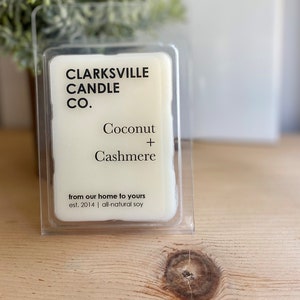 CLARKSVILLE
CANDLE
CO.
Coconut
+
Cashmere
from our home to yours
est. 2014 | all-natural soy